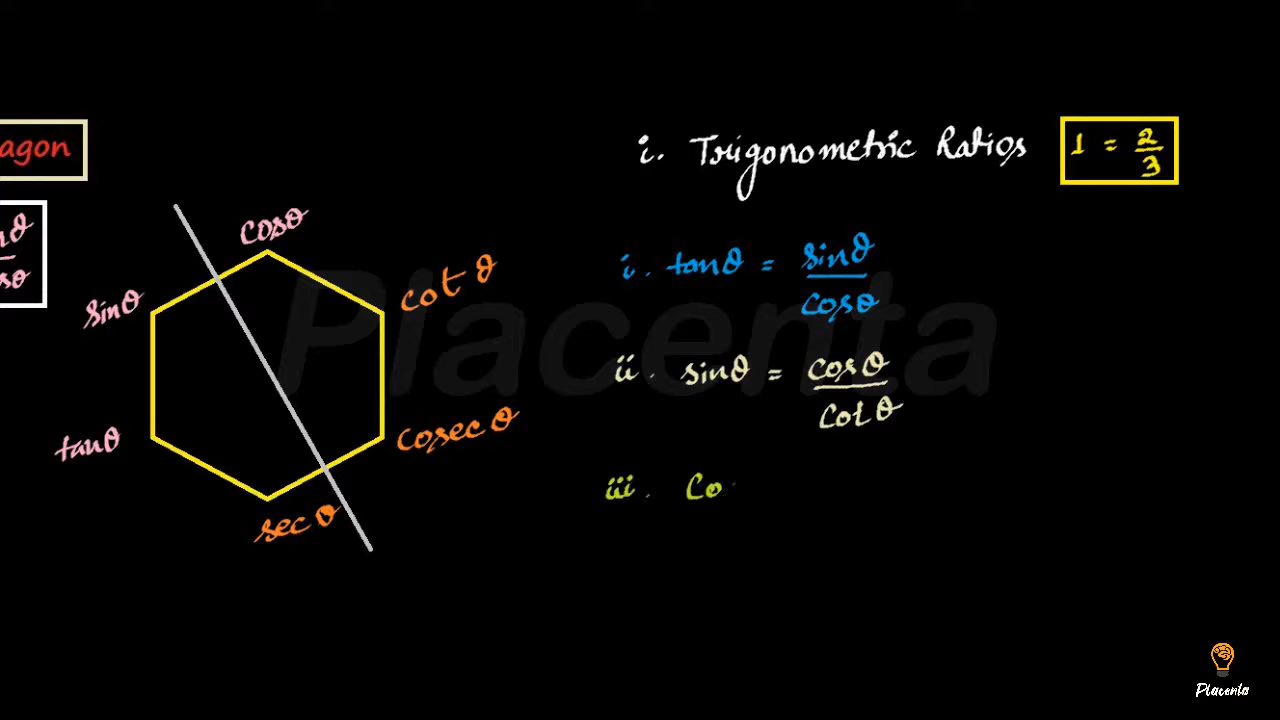 agon
i. Trigonometric Ratios 1 = 2/3
cosθ
sinθ
cot θ
tanθ
cosec θ
sec θ
i. tanθ = sinθ/cosθ
ii. sinθ = cosθ/cotθ
iii. Co
Placenta
Placenta